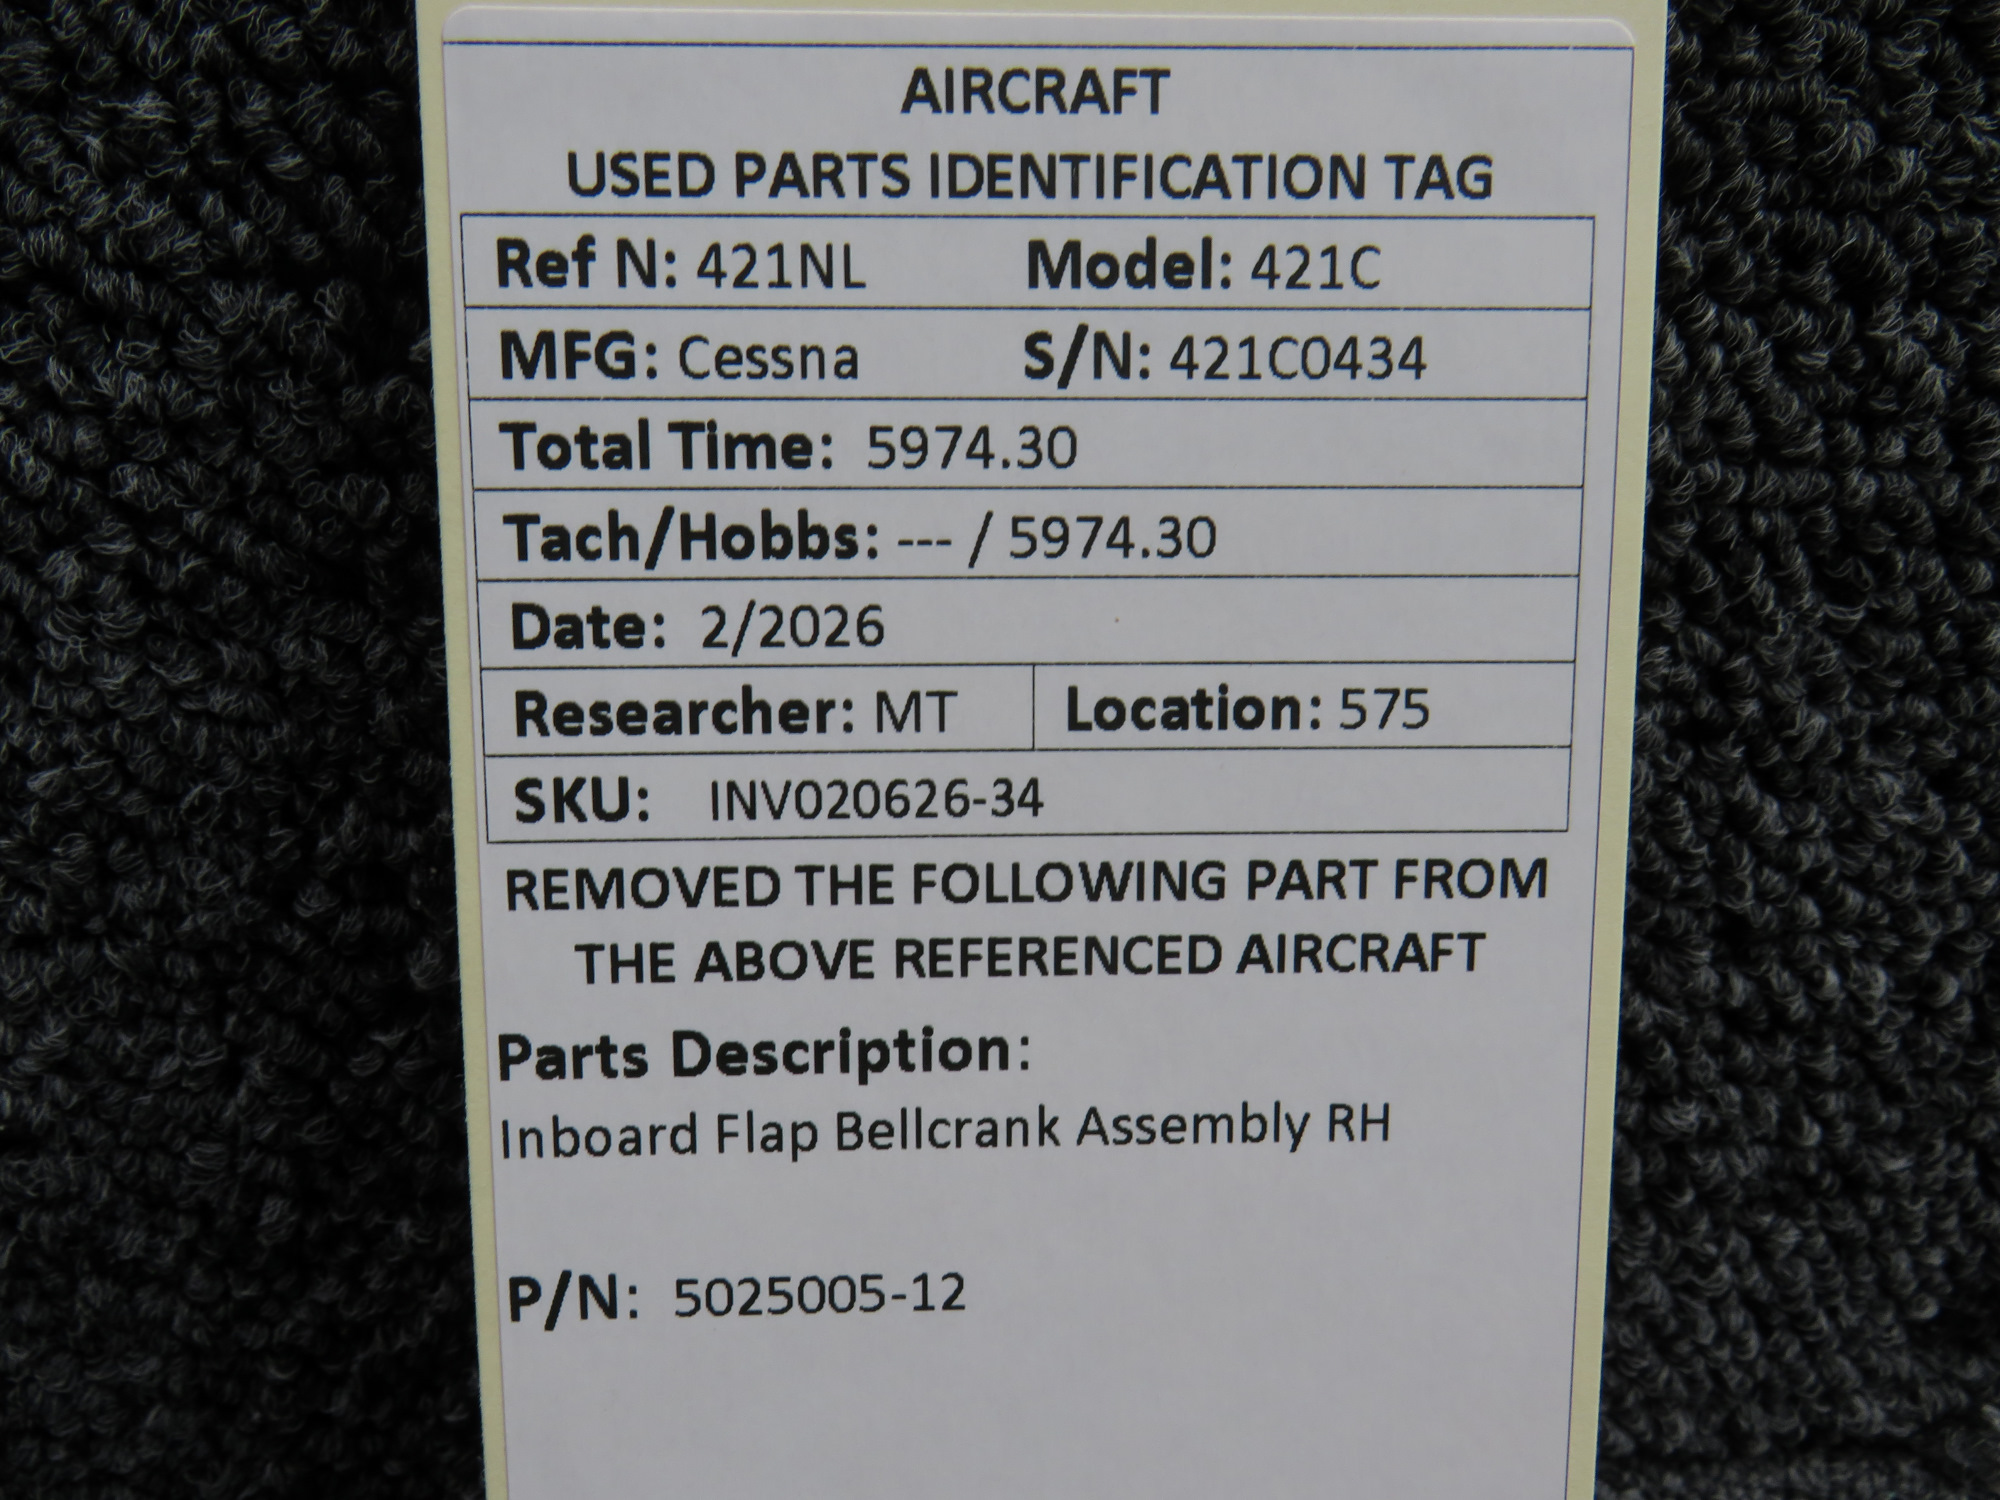 AIRCRAFT
USED PARTS IDENTIFICATION TAG
Ref N: 421NL Model: 421C
MFG: Cessna S/N: 421C0434
Total Time: 5974.30
Tach/Hobbs: --- / 5974.30
Date: 2/2026
Researcher: MT Location: 575
SKU: INV020626-34
REMOVED THE FOLLOWING PART FROM
THE ABOVE REFERENCED AIRCRAFT
Parts Description:
Inboard Flap Bellcrank Assembly RH
P/N: 5025005-12